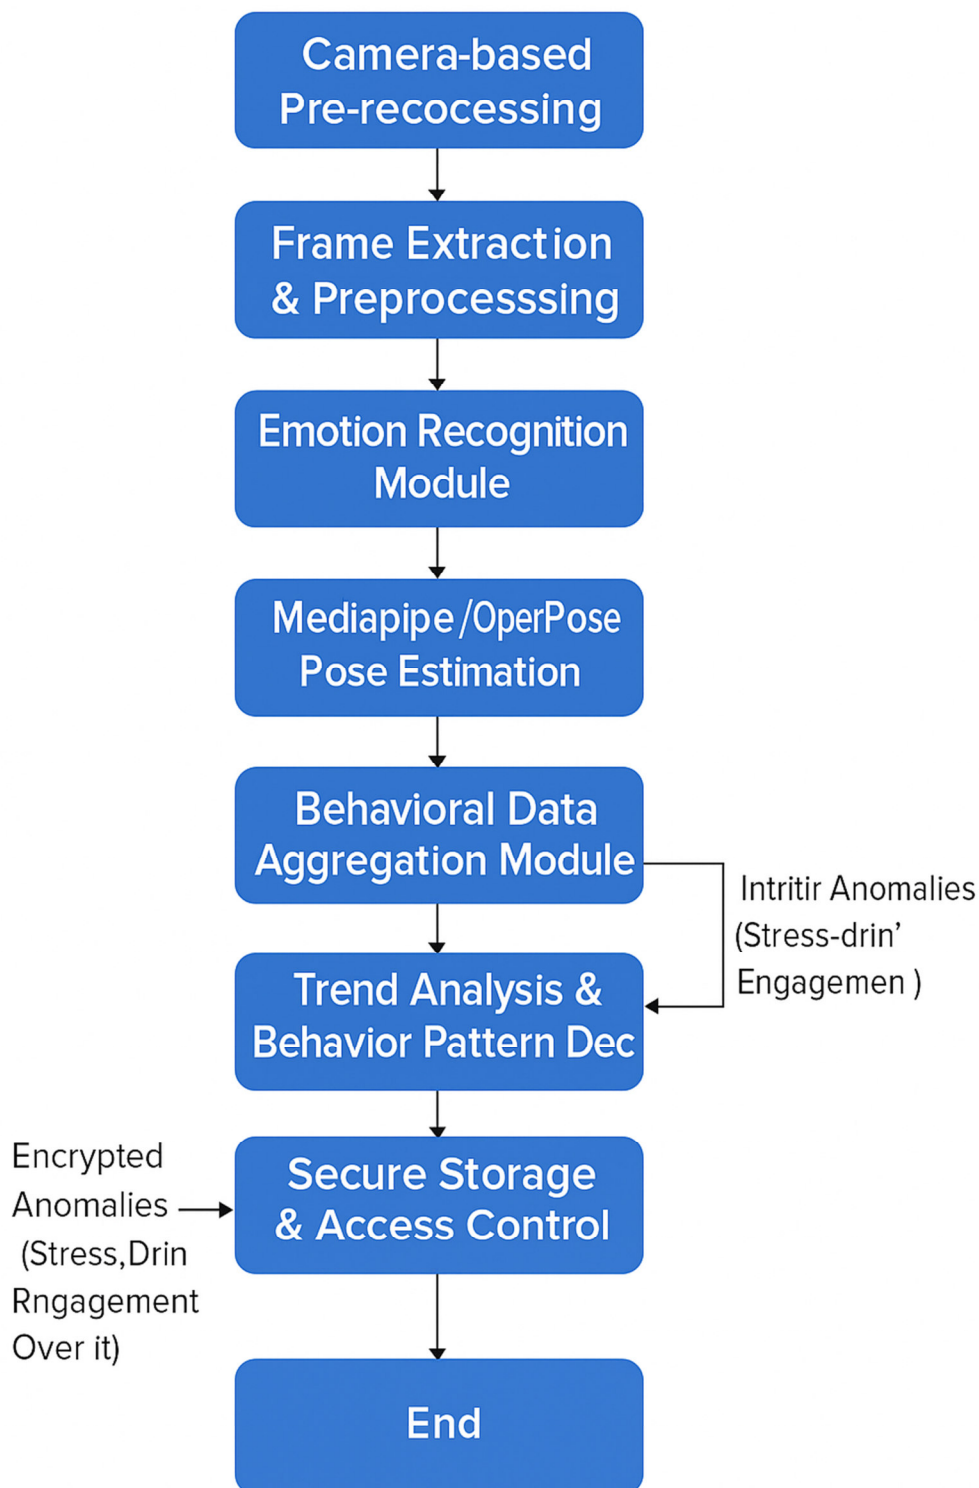 Camera-based
Pre-recocessing
Frame Extraction
& Preprocesssing
Emotion Recognition
Module
Mediapipe/OperPose
Pose Estimation
Behavioral Data
Aggregation Module
Intritir Anomalies
(Stress-drin’
Engagemen )
Trend Analysis &
Behavior Pattern Dec
Encrypted
Anomalies
(Stress,Drin
Rngagement
Over it)
Secure Storage
& Access Control
End